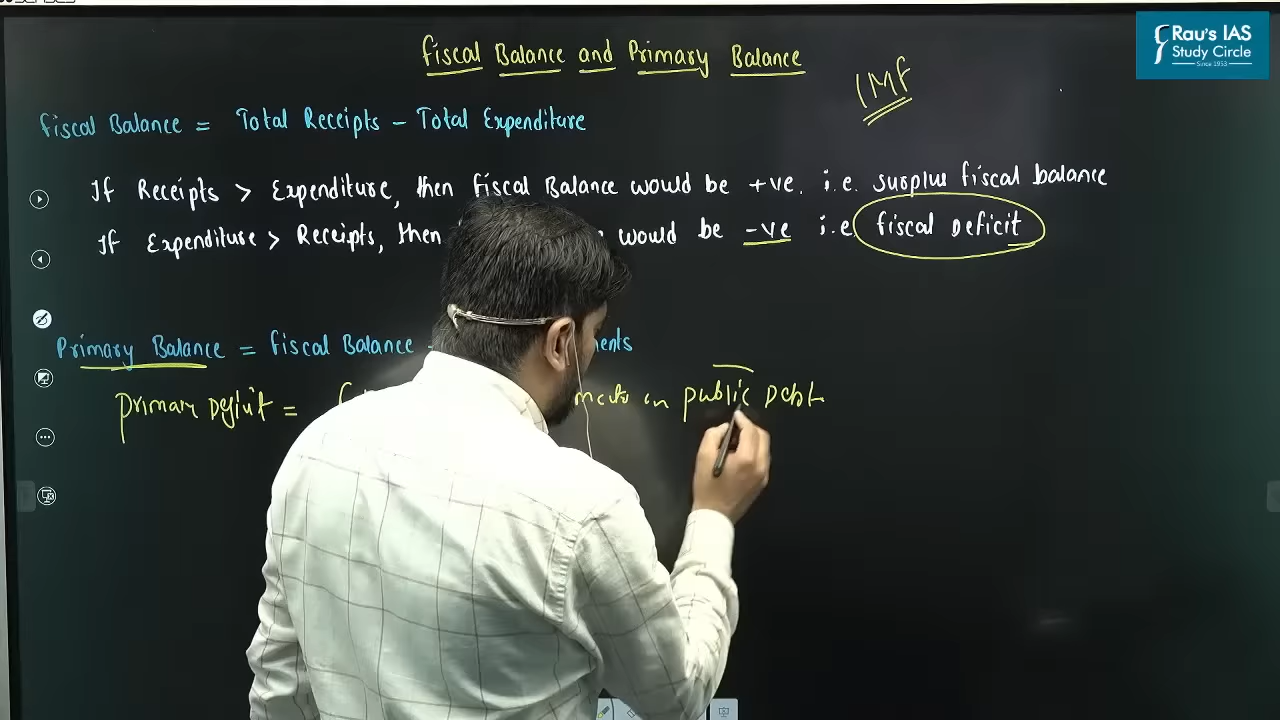 Rau's IAS
Study Circle
Since 1953
Fiscal Balance and Primary Balance
IMF
Fiscal Balance = Total Receipts - Total Expenditure
If Receipts > Expenditure, then Fiscal Balance would be +ve. i.e. surplus fiscal balance
If Expenditure > Receipts, then would be -ve i.e fiscal Deficit
Primary Balance = Fiscal Balance
Primary Deficit = on public Debt